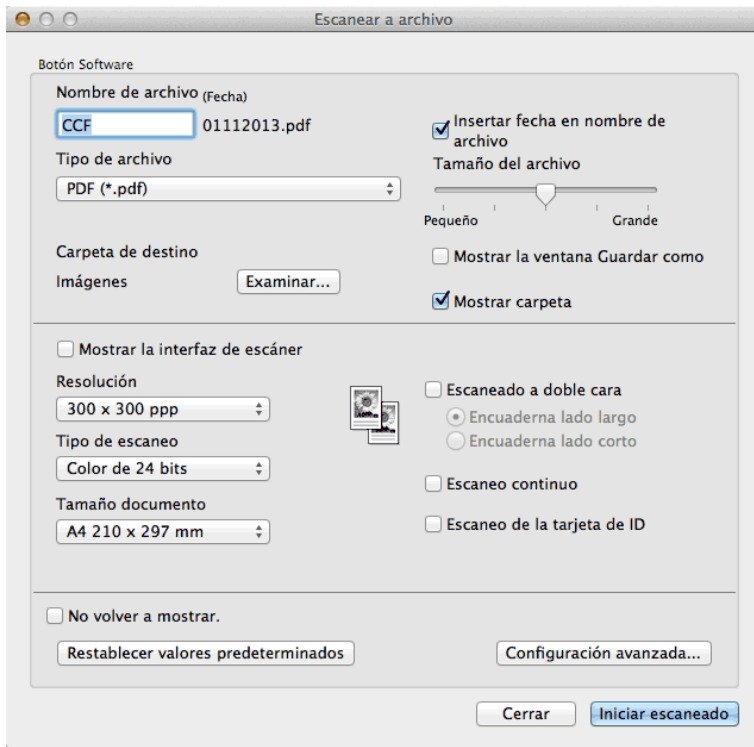 Escanear a archivo
Botón Software
Nombre de archivo (Fecha)
CCF 01112013.pdf
Insertar fecha en nombre de
archivo
Tipo de archivo
PDF (*.pdf)
Tamaño del archivo
Pequeño Grande
Carpeta de destino
Imágenes Examinar...
Mostrar la ventana Guardar como
Mostrar carpeta
Mostrar la interfaz de escáner
Resolución
300 x 300 ppp
Tipo de escaneo
Color de 24 bits
Tamaño documento
A4 210 x 297 mm
Escaneado a doble cara
Encuaderna lado largo
Encuaderna lado corto
Escaneo continuo
Escaneo de la tarjeta de ID
No volver a mostrar.
Restablecer valores predeterminados
Configuración avanzada...
Cerrar
Iniciar escaneado